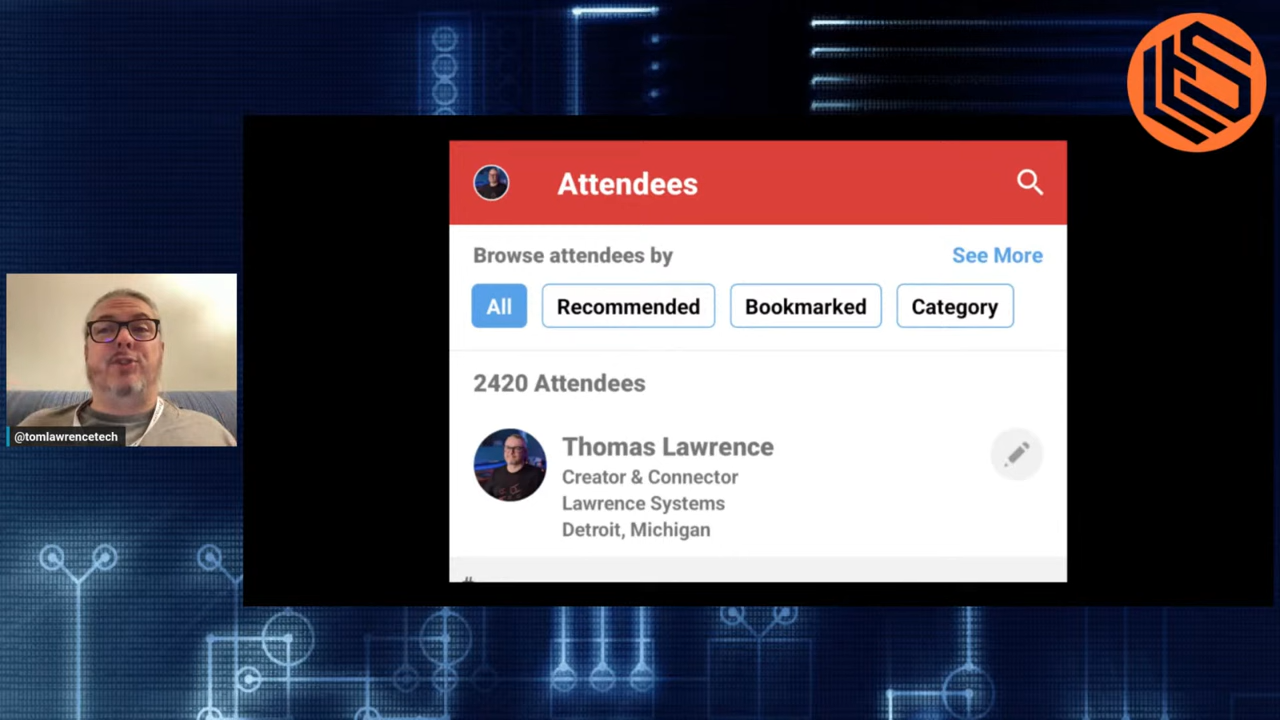 Attendees
Browse attendees by
See More
All
Recommended
Bookmarked
Category
2420 Attendees
Thomas Lawrence
Creator & Connector
Lawrence Systems
Detroit, Michigan
#
@tomlawrencetech